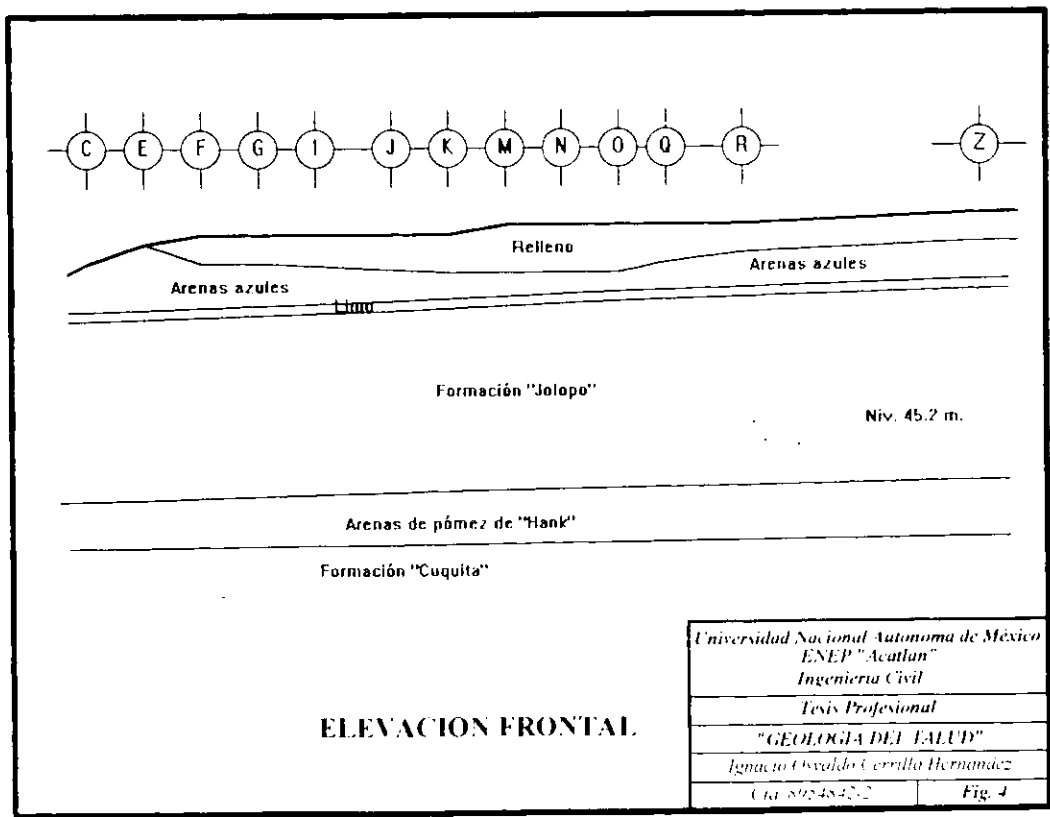 C E F G I J K M N O Q R Z
Relleno
Arenas azules
Arenas azules
Limo
Formación "Jolopo"
Niv. 45.2 m.
Arenas de pómez de "Hank"
Formación "Cuquita"
ELEVACION FRONTAL
Universidad Nacional Autonoma de México
ENEP "Acatlan"
Ingenieria Civil
Tesis Profesional
"GEOLOGIA DEL TALUD"
Ignacio Osvaldo Cerrillo Hernandez
Cta.
Fig. 4